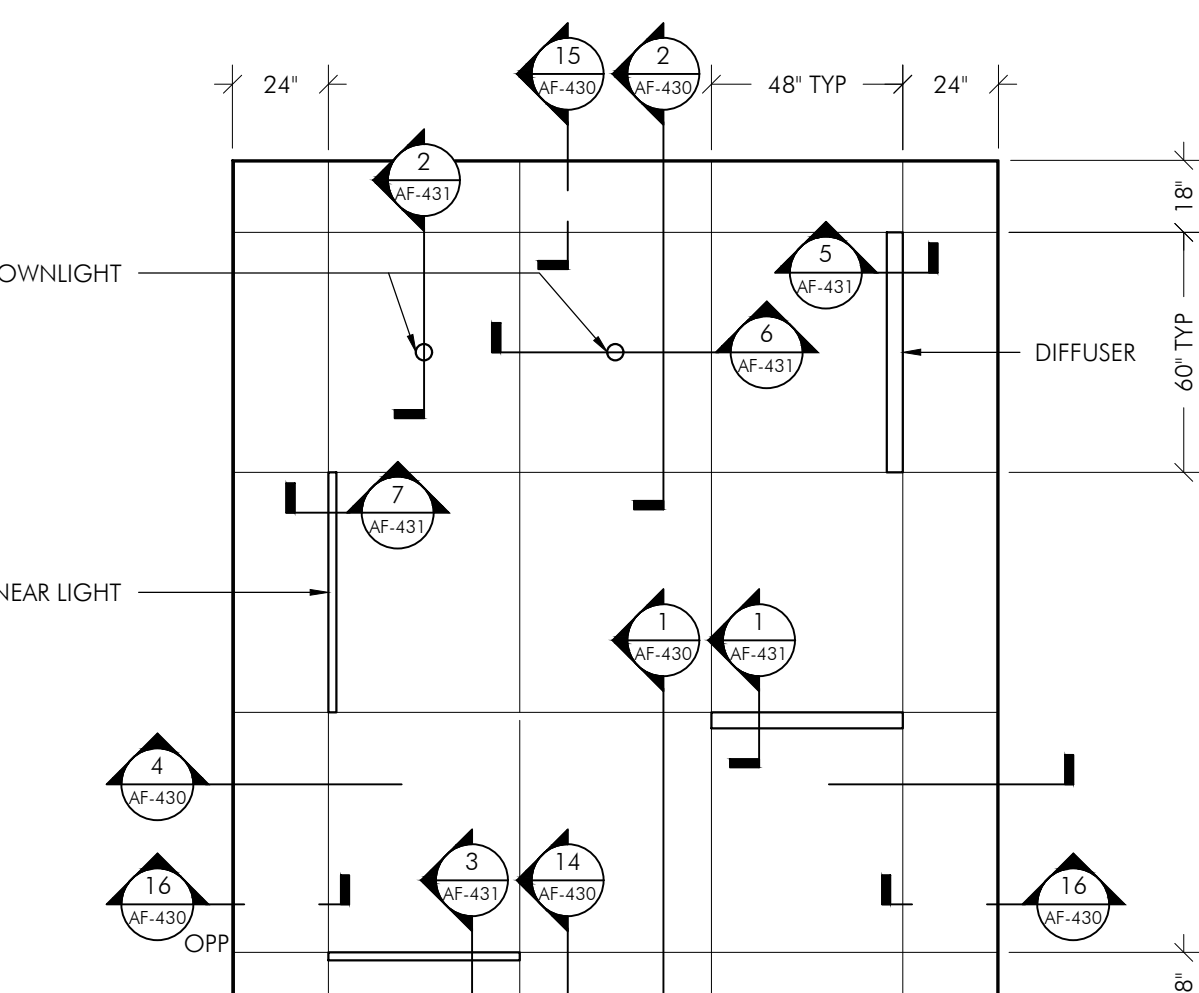 15
AF-430
2
AF-430
24"
48" TYP
24"
2
AF-431
18"
5
AF-431
OWNLIGHT
6
AF-431
DIFFUSER
60" TYP
7
AF-431
NEAR LIGHT
1
AF-430
1
AF-431
4
AF-430
3
AF-431
14
AF-430
16
AF-430
16
AF-430
OPP
8"